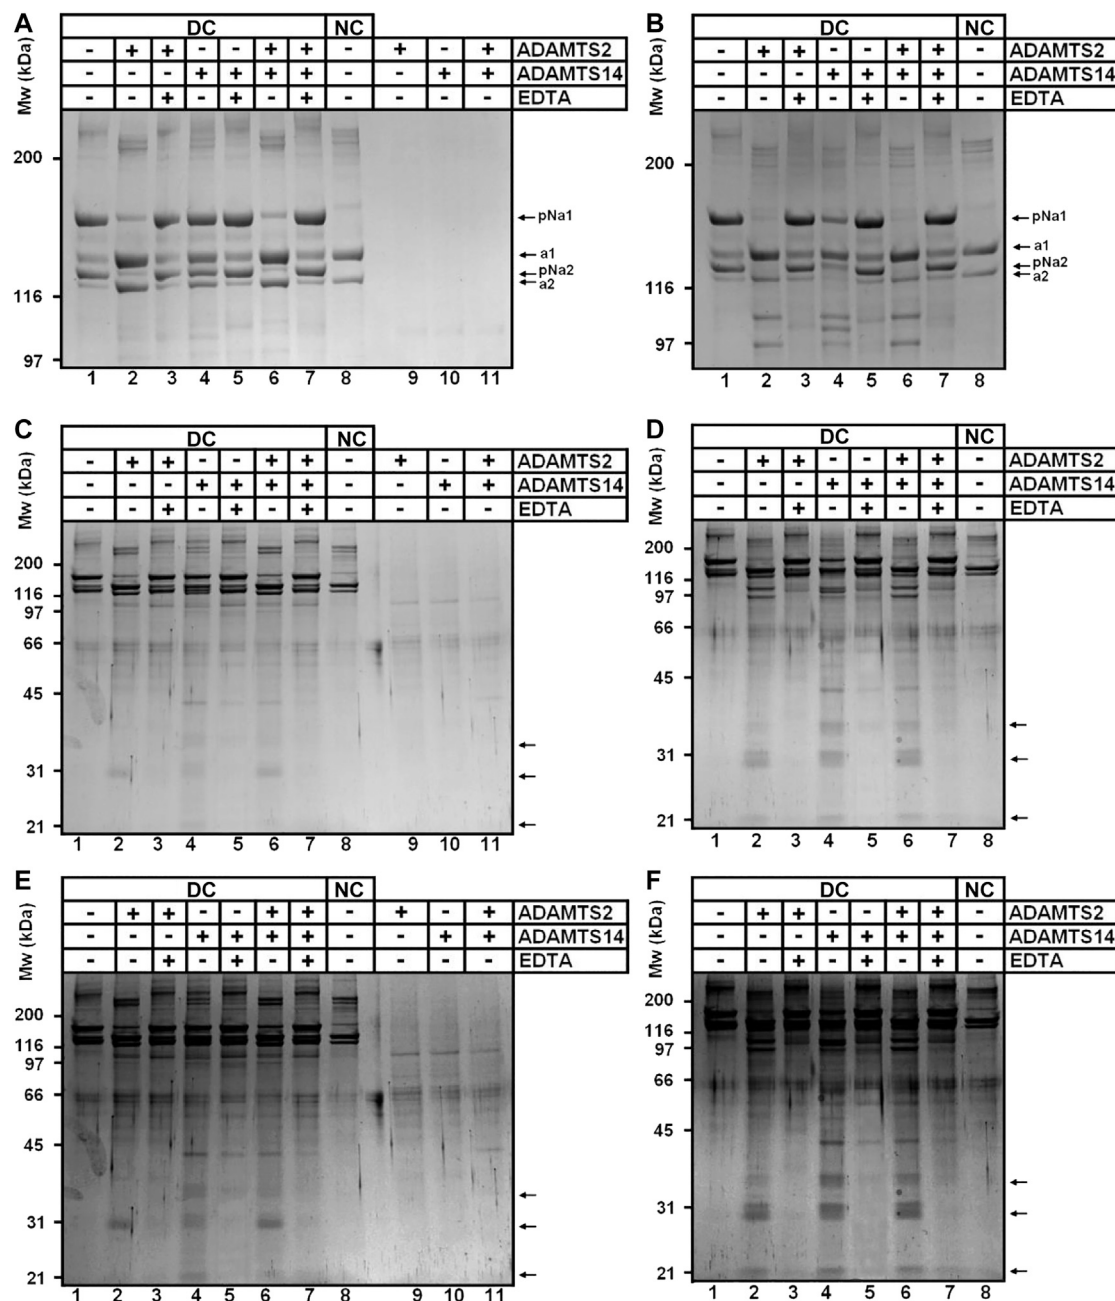 A
DC NC
- + + - - + + - + - + ADAMTS2
- - - + + + + - - + + ADAMTS14
- - + - + - + - EDTA
Mw (kDa)
200
116
97
pNa1
a1
pNa2
a2
1 2 3 4 5 6 7 8 9 10 11
B
DC NC
- + + - - + + - ADAMTS2
- - - + + + + - ADAMTS14
- - + - + - + - EDTA
Mw (kDa)
200
116
97
pNa1
a1
pNa2
a2
1 2 3 4 5 6 7 8
C
DC NC
- + + - - + + - + - + ADAMTS2
- - - + + + + - - + + ADAMTS14
- - + - + - + - EDTA
Mw (kDa)
200
116
97
66
45
31
21
1 2 3 4 5 6 7 8 9 10 11
D
DC NC
- + + - - + + - ADAMTS2
- - - + + + + - ADAMTS14
- - + - + - + - EDTA
Mw (kDa)
200
116
97
66
45
31
21
1 2 3 4 5 6 7 8
E
DC NC
- + + - - + + - + - + ADAMTS2
- - - + + + + - - + + ADAMTS14
- - + - + - + - EDTA
Mw (kDa)
200
116
97
66
45
31
21
1 2 3 4 5 6 7 8 9 10 11
F
DC NC
- + + - - + + - ADAMTS2
- - - + + + + - ADAMTS14
- - + - + - + - EDTA
Mw (kDa)
200
116
97
66
45
31
21
1 2 3 4 5 6 7 8